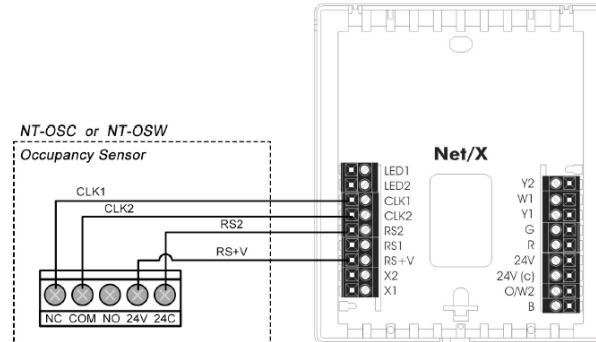 NT-OSC or NT-OSW
Occupancy Sensor
CLK1
CLK2
RS2
RS+V
NC COM NO 24V 24C
Net/X
LED1
LED2
CLK1
CLK2
RS2
RS1
RS+V
X2
X1
Y2
W1
Y1
G
R
24V
24V (c)
O/W2
B